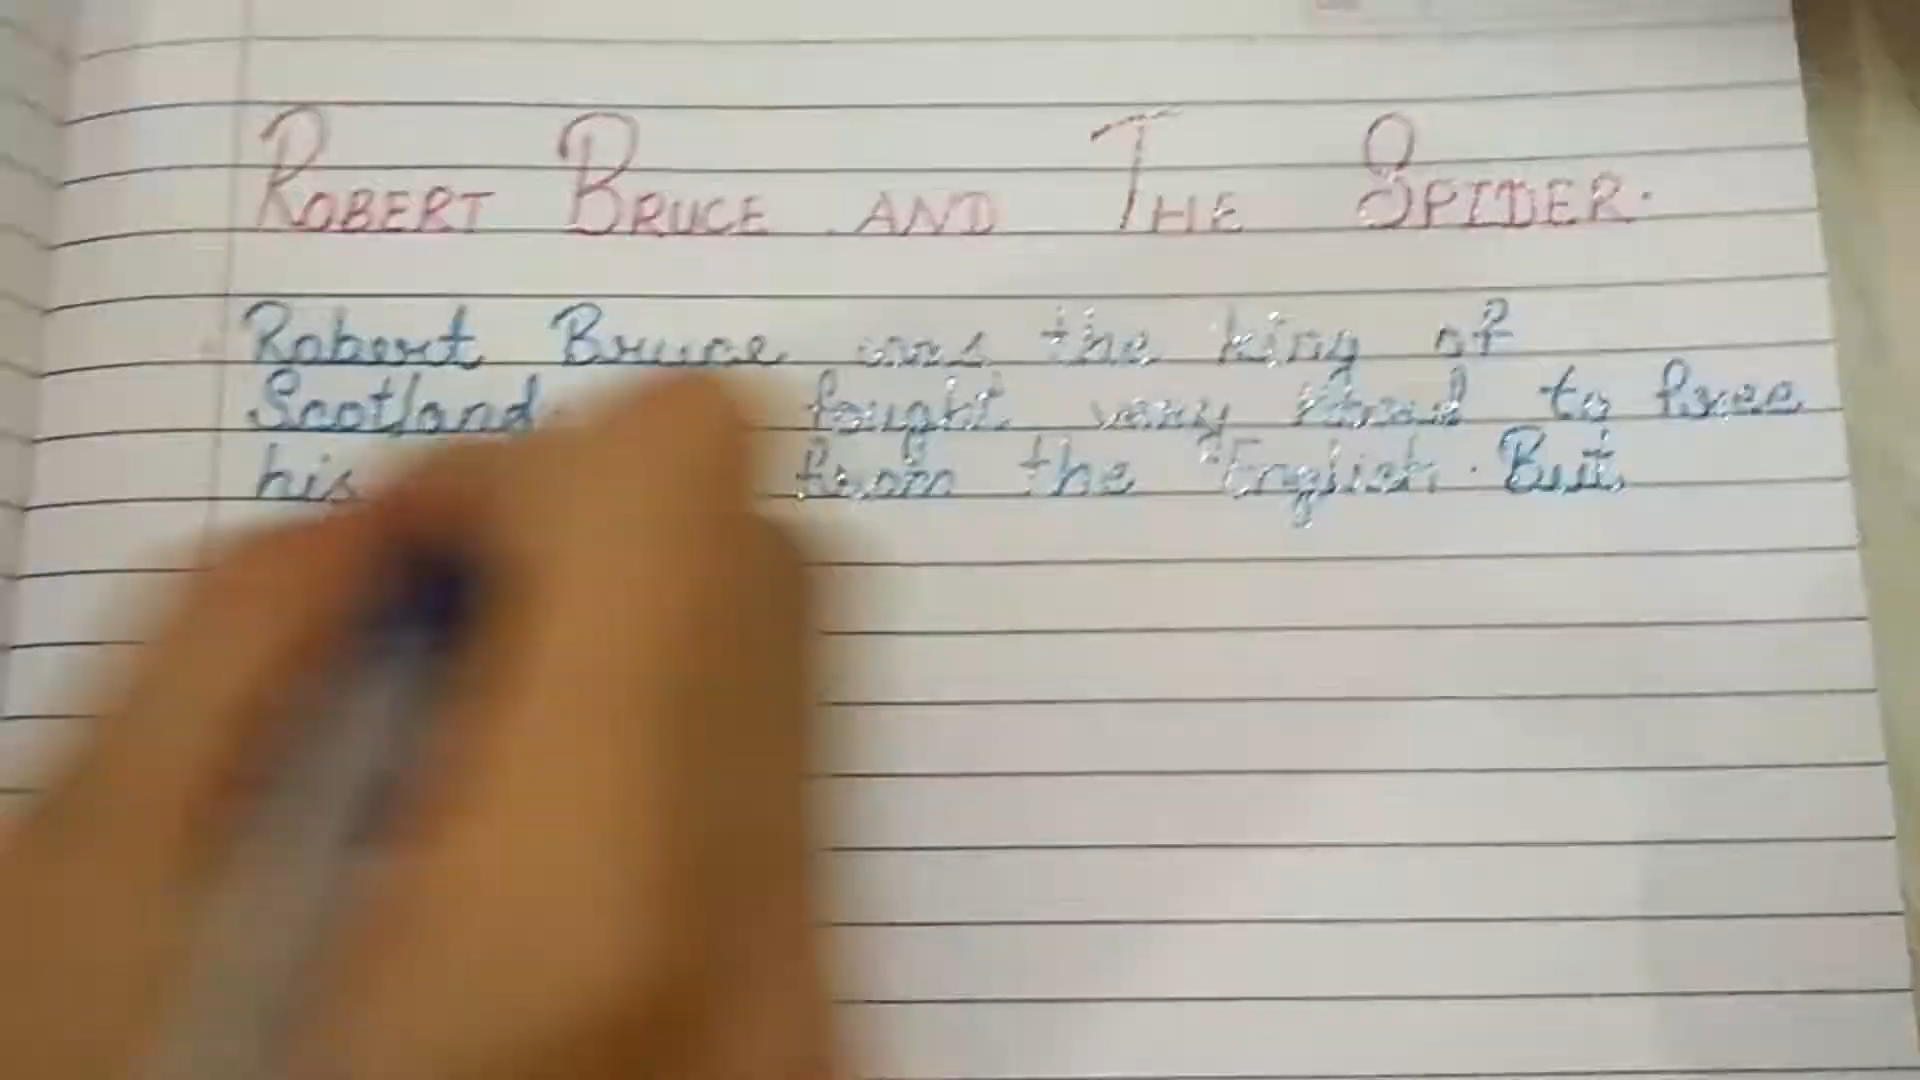 ROBERT BRUCE AND THE SPIDER.
Robert Bruce was the king of
Scotland. fought very hard to free
his from the English. But